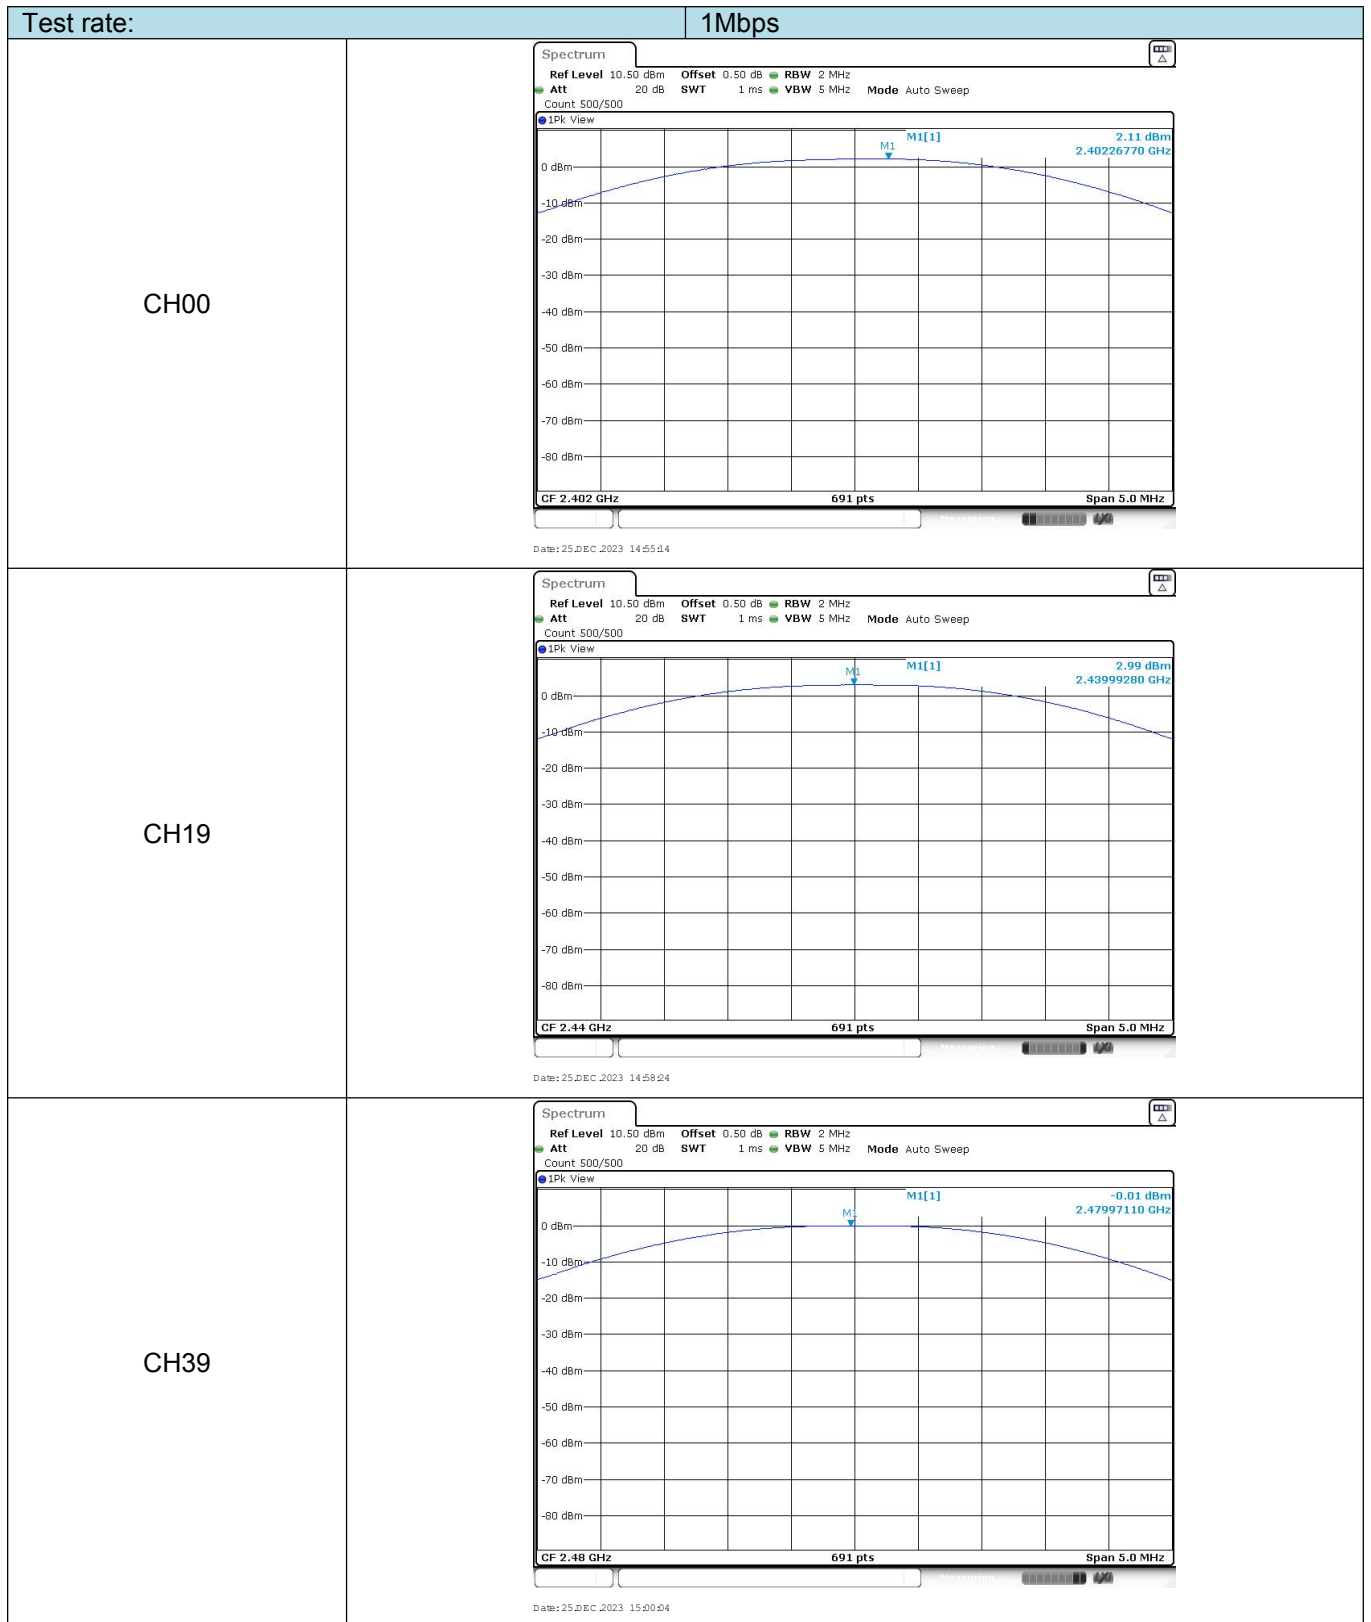 Test rate: 1Mbps
CH00
Spectrum
Ref Level 10.50 dBm Offset 0.50 dB RBW 2 MHz
Att 20 dB SWT 1 ms VBW 5 MHz Mode Auto Sweep
Count 500/500
1Pk View
M1[1] 2.11 dBm
2.40226770 GHz
M1
0 dBm
-10 dBm
-20 dBm
-30 dBm
-40 dBm
-50 dBm
-60 dBm
-70 dBm
-80 dBm
CF 2.402 GHz 691 pts Span 5.0 MHz
Measuring...
Date: 25.DEC.2023 14:55:14
CH19
Spectrum
Ref Level 10.50 dBm Offset 0.50 dB RBW 2 MHz
Att 20 dB SWT 1 ms VBW 5 MHz Mode Auto Sweep
Count 500/500
1Pk View
M1[1] 2.99 dBm
2.43999280 GHz
M1
0 dBm
-10 dBm
-20 dBm
-30 dBm
-40 dBm
-50 dBm
-60 dBm
-70 dBm
-80 dBm
CF 2.44 GHz 691 pts Span 5.0 MHz
Measuring...
Date: 25.DEC.2023 14:58:24
CH39
Spectrum
Ref Level 10.50 dBm Offset 0.50 dB RBW 2 MHz
Att 20 dB SWT 1 ms VBW 5 MHz Mode Auto Sweep
Count 500/500
1Pk View
M1[1] -0.01 dBm
2.47997110 GHz
M1
0 dBm
-10 dBm
-20 dBm
-30 dBm
-40 dBm
-50 dBm
-60 dBm
-70 dBm
-80 dBm
CF 2.48 GHz 691 pts Span 5.0 MHz
Measuring...
Date: 25.DEC.2023 15:00:04